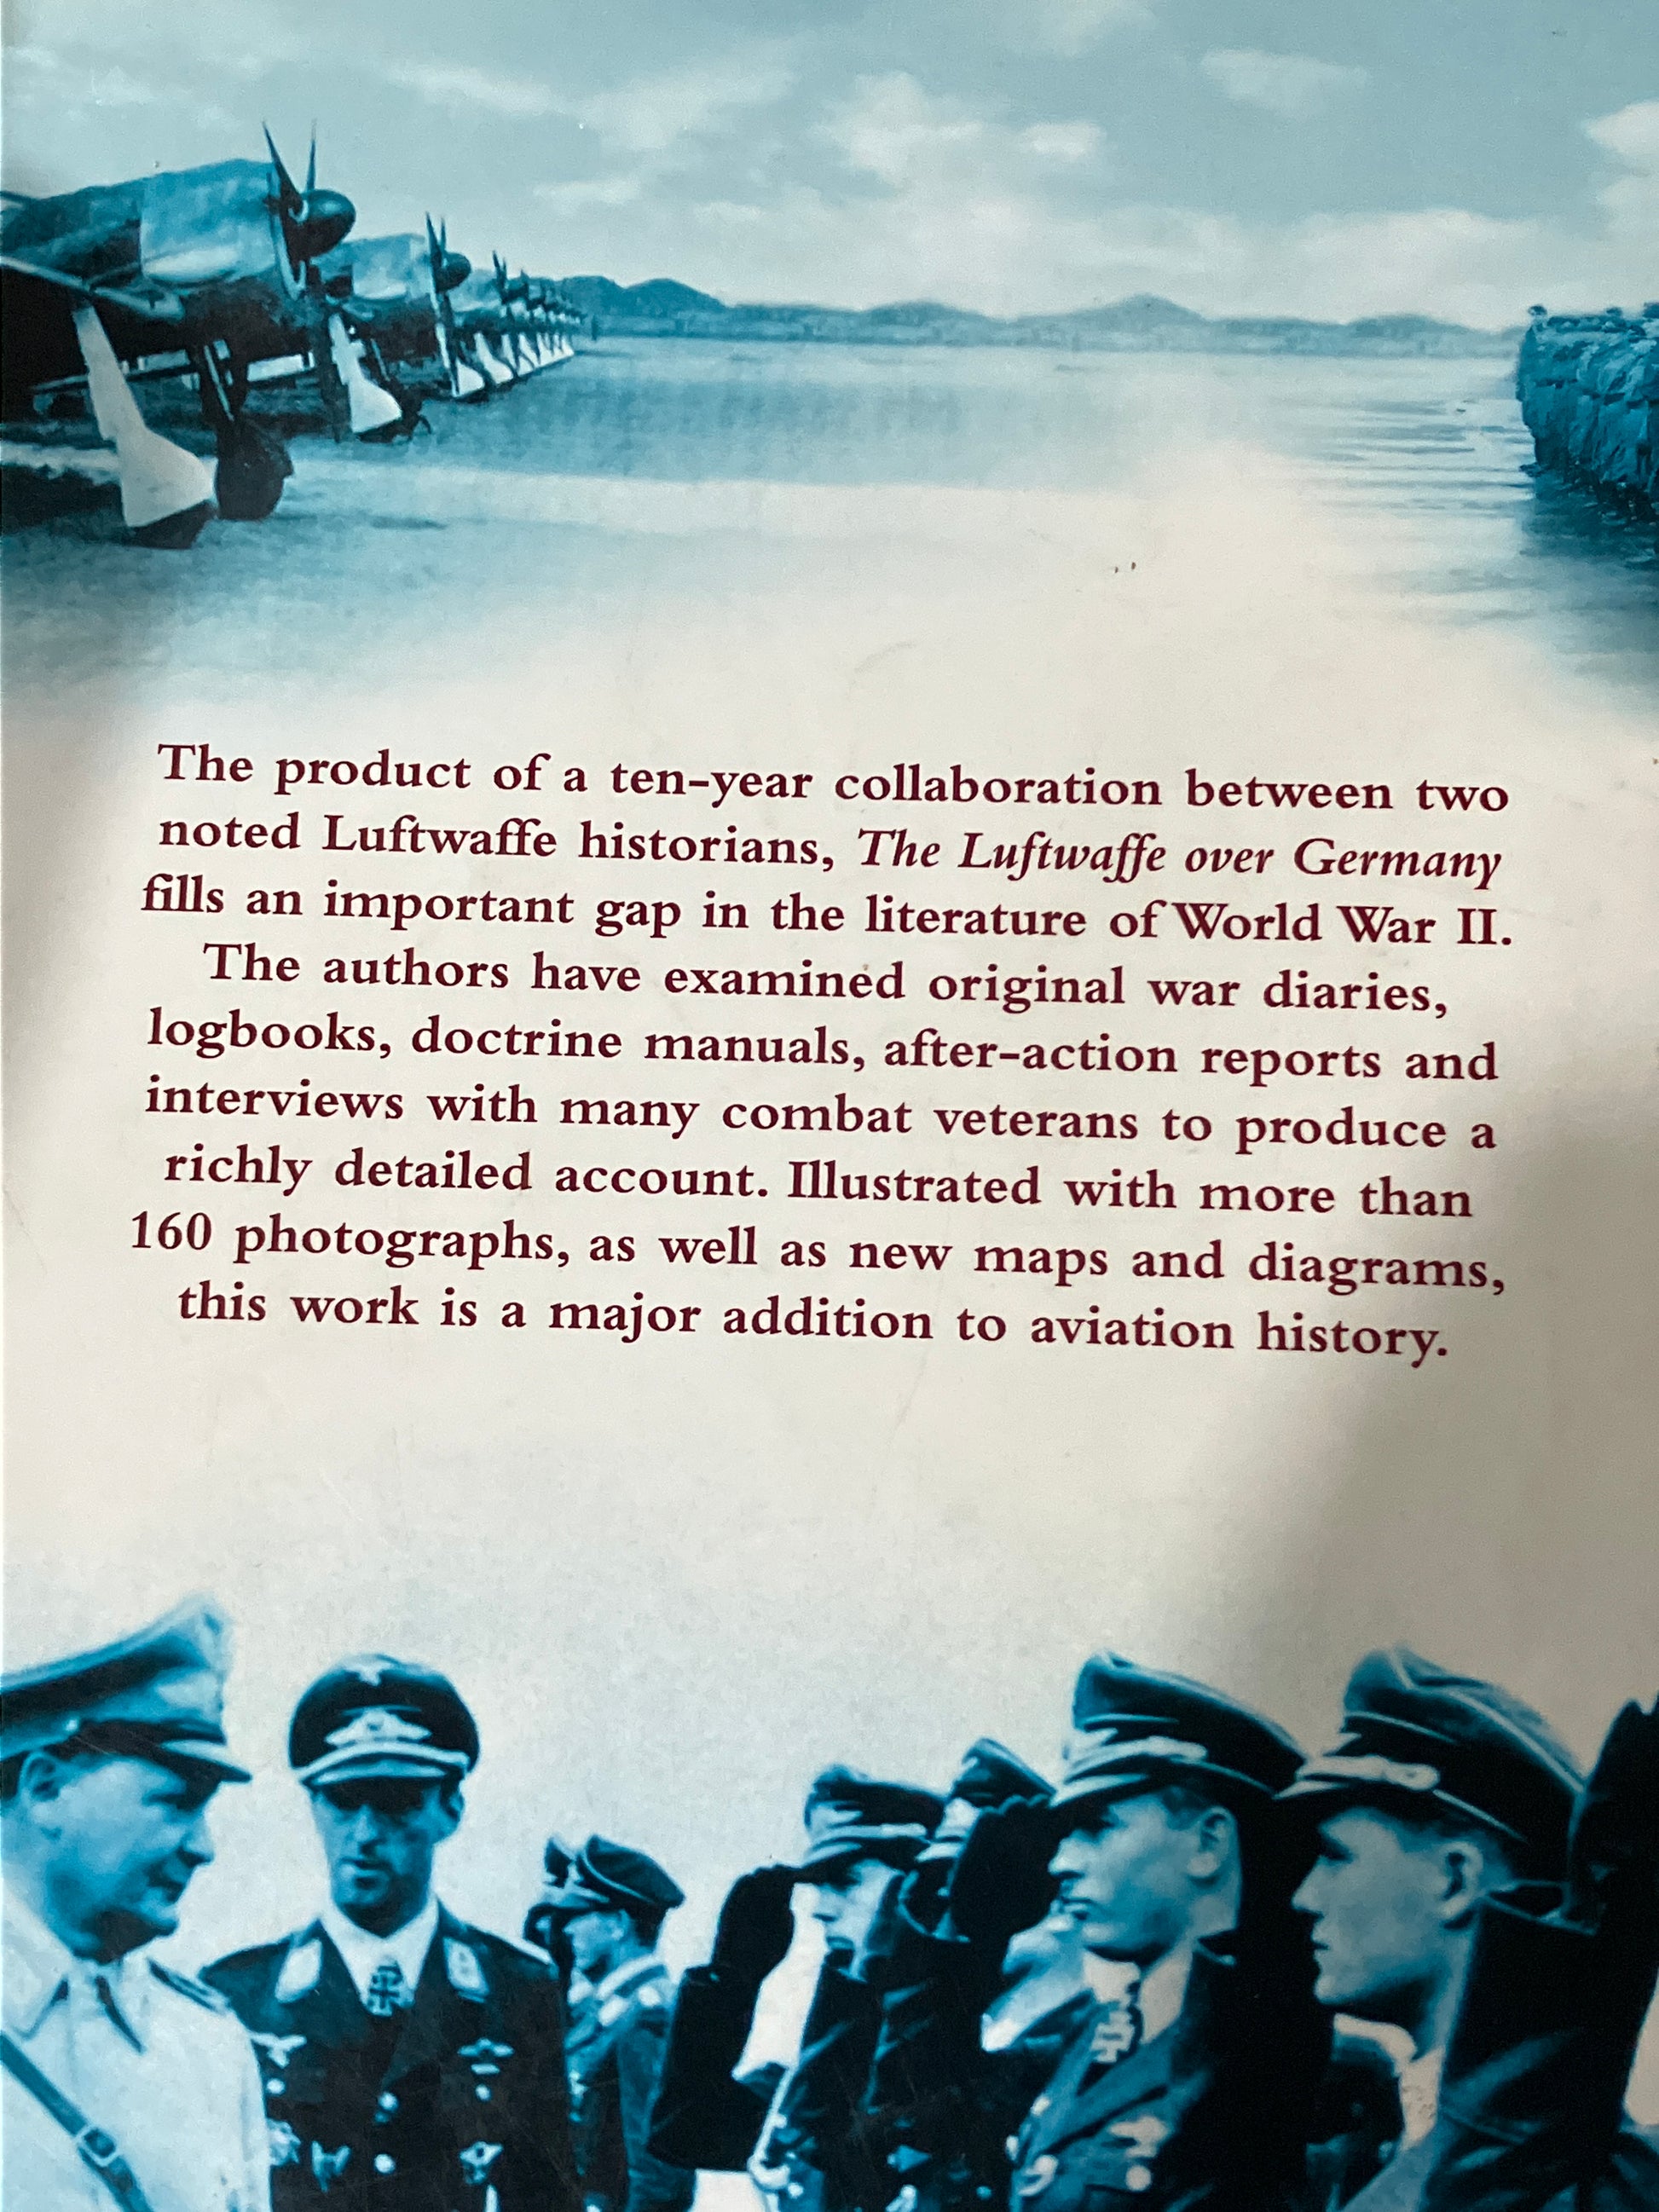 The product of a ten-year collaboration between two
noted Luftwaffe historians, The Luftwaffe over Germany
fills an important gap in the literature of World War II.
The authors have examined original war diaries,
logbooks, doctrine manuals, after-action reports and
interviews with many combat veterans to produce a
richly detailed account. Illustrated with more than
160 photographs, as well as new maps and diagrams,
this work is a major addition to aviation history.